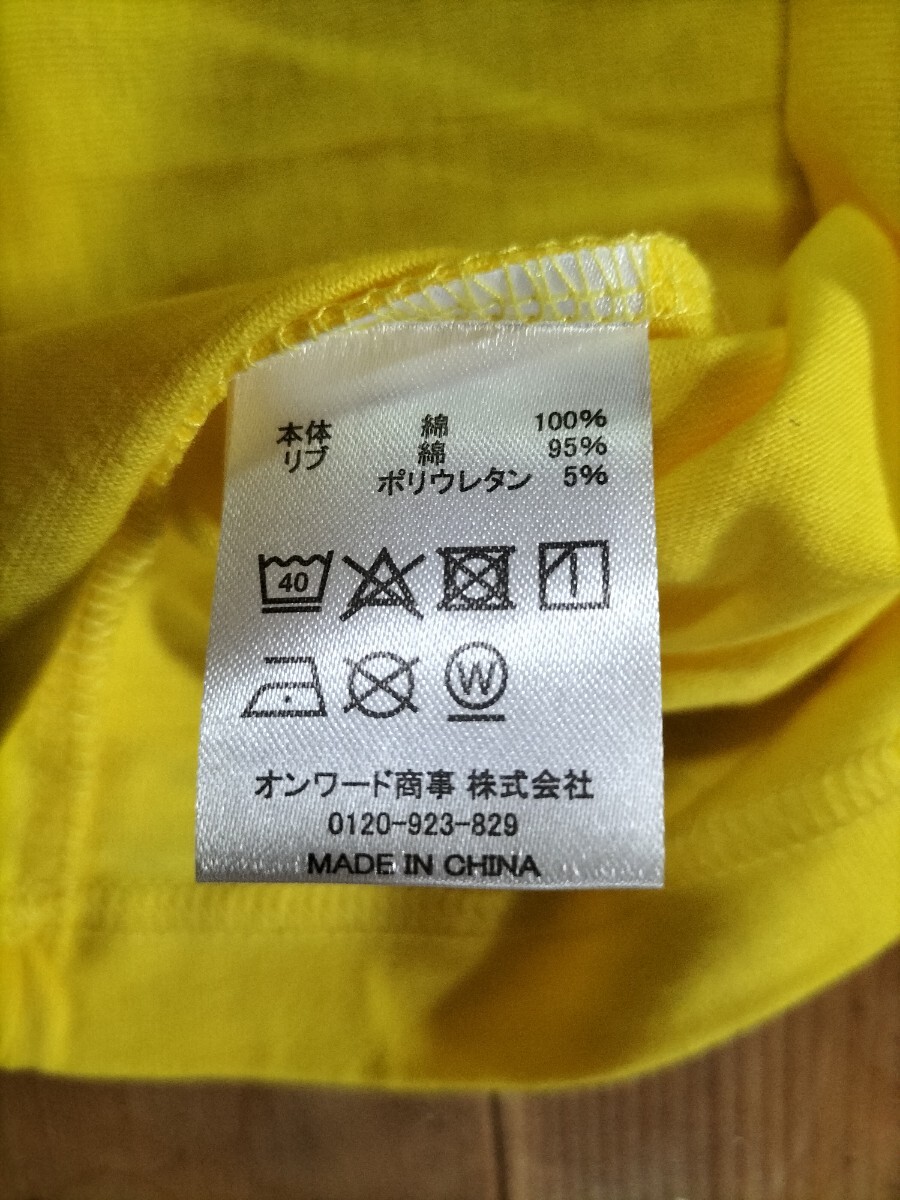 本体 綿 100%
リブ 綿 95%
ポリウレタン 5%
40
W
オンワード商事 株式会社
0120-923-829
MADE IN CHINA